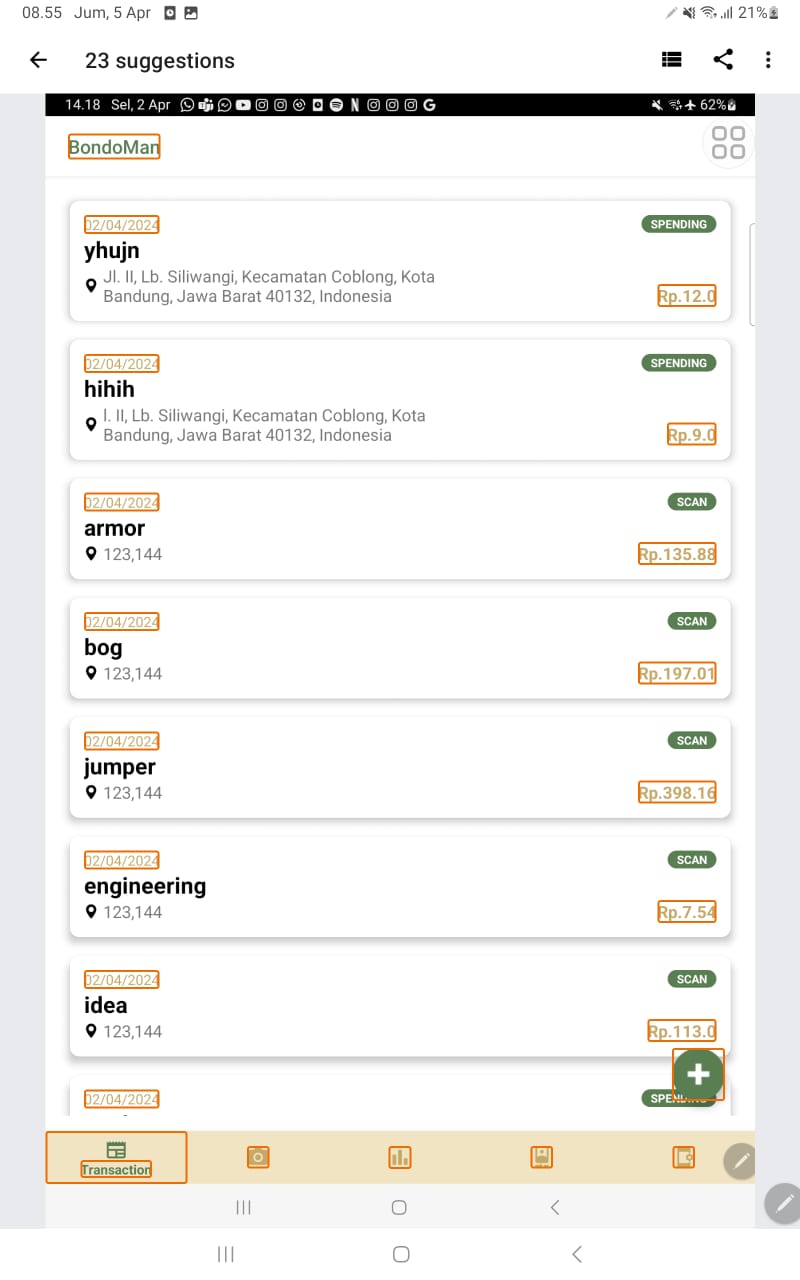 08.55 Jum, 5 Apr 21%
23 suggestions
14.18 Sel, 2 Apr N G 62%
BondoMan
02/04/2024 SPENDING
yhujn
Jl. II, Lb. Siliwangi, Kecamatan Coblong, Kota
Bandung, Jawa Barat 40132, Indonesia
Rp.12.0
02/04/2024 SPENDING
hihih
l. II, Lb. Siliwangi, Kecamatan Coblong, Kota
Bandung, Jawa Barat 40132, Indonesia
Rp.9.0
02/04/2024 SCAN
armor
123,144
Rp.135.88
02/04/2024 SCAN
bog
123,144
Rp.197.01
02/04/2024 SCAN
jumper
123,144
Rp.398.16
02/04/2024 SCAN
engineering
123,144
Rp.7.54
02/04/2024 SCAN
idea
123,144
Rp.113.0
02/04/2024 SPENDING
Transaction